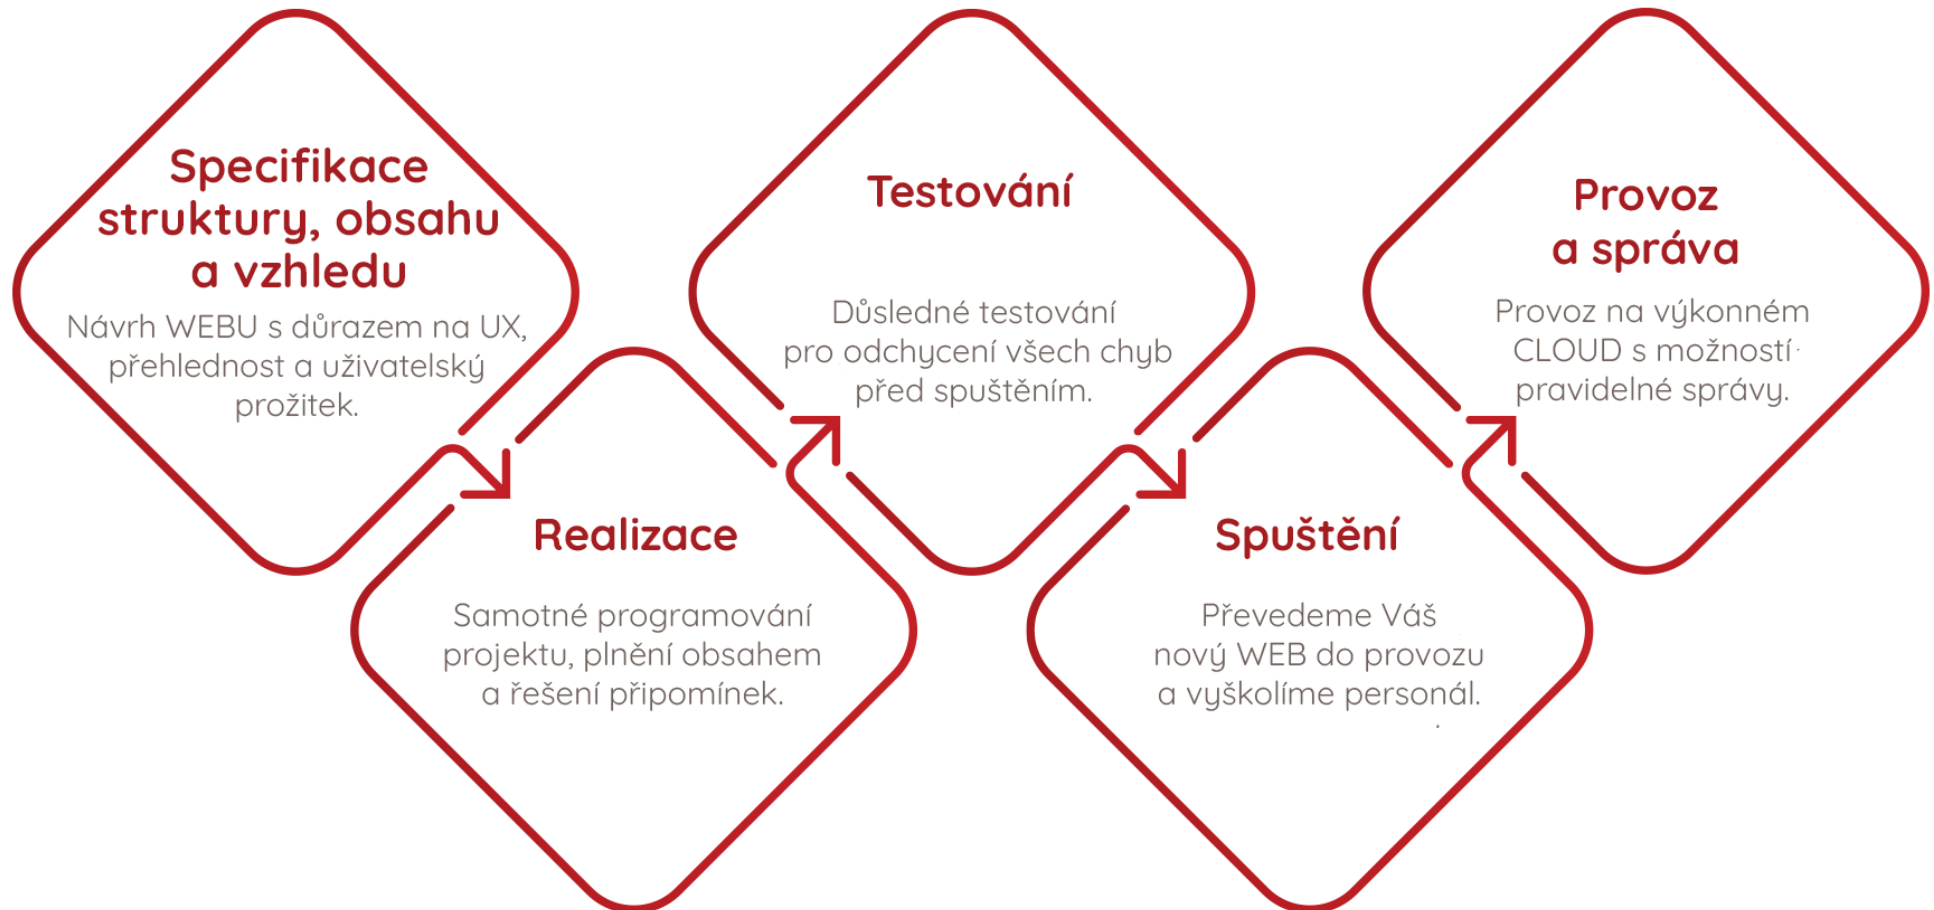 Specifikace
struktury, obsahu
a vzhledu
Návrh WEBU s důrazem na UX,
přehlednost a uživatelský
prožitek.
Realizace
Samotné programování
projektu, plnění obsahem
a řešení připomínek.
Testování
Důsledné testování
pro odchycení všech chyb
před spuštěním.
Spuštění
Převedeme Váš
nový WEB do provozu
a vyškolíme personál.
Provoz
a správa
Provoz na výkonném
CLOUD s možností
pravidelné správy.